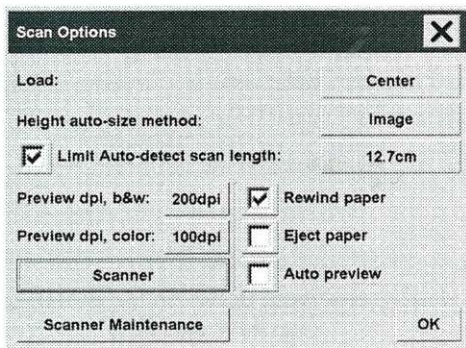 Scan Options
Load: Center
Height auto-size method: Image
Limit Auto-detect scan length: 12.7cm
Preview dpi, b&w: 200dpi Rewind paper
Preview dpi, color: 100dpi Eject paper
Scanner Auto preview
Scanner Maintenance OK